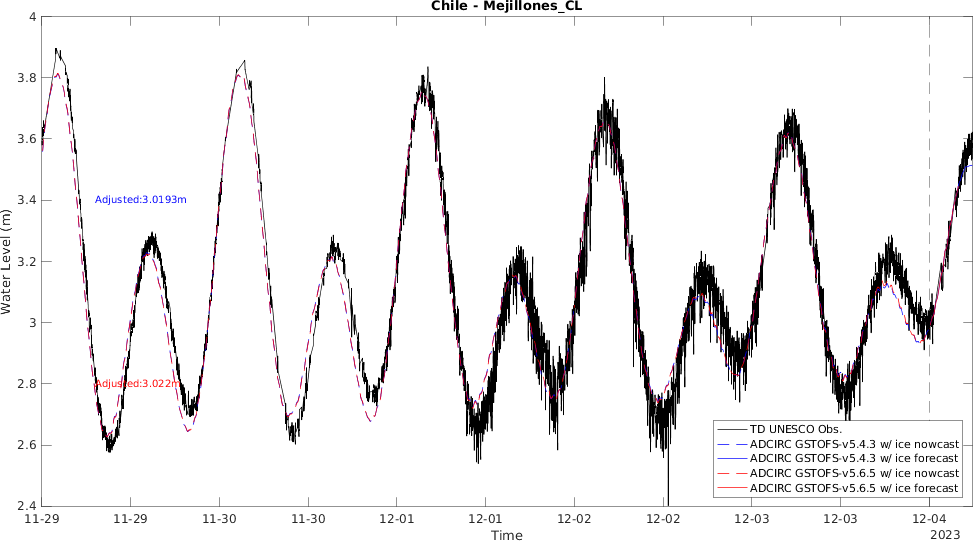 Chile - Mejillones_CL
4
3.8
3.6
3.4
3.2
3
2.8
2.6
2.4
Water Level (m)
Adjusted:3.0193m
Adjusted:3.022m
TD UNESCO Obs.
ADCIRC GSTOFS-v5.4.3 w/ ice nowcast
ADCIRC GSTOFS-v5.4.3 w/ ice forecast
ADCIRC GSTOFS-v5.6.5 w/ ice nowcast
ADCIRC GSTOFS-v5.6.5 w/ ice forecast
11-29 11-29 11-30 11-30 12-01 12-01 12-02 12-02 12-03 12-03 12-04
Time
2023